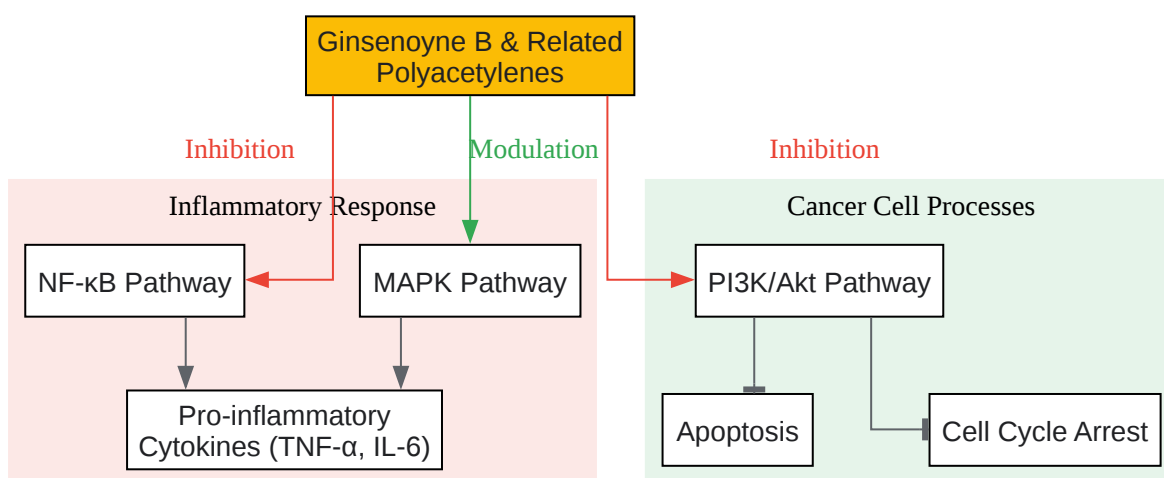 Ginsenoyne B & Related
Polyacetylenes
Inhibition
Modulation
Inhibition
Inflammatory Response
Cancer Cell Processes
NF-κB Pathway
MAPK Pathway
PI3K/Akt Pathway
Pro-inflammatory
Cytokines (TNF-α, IL-6)
Apoptosis
Cell Cycle Arrest